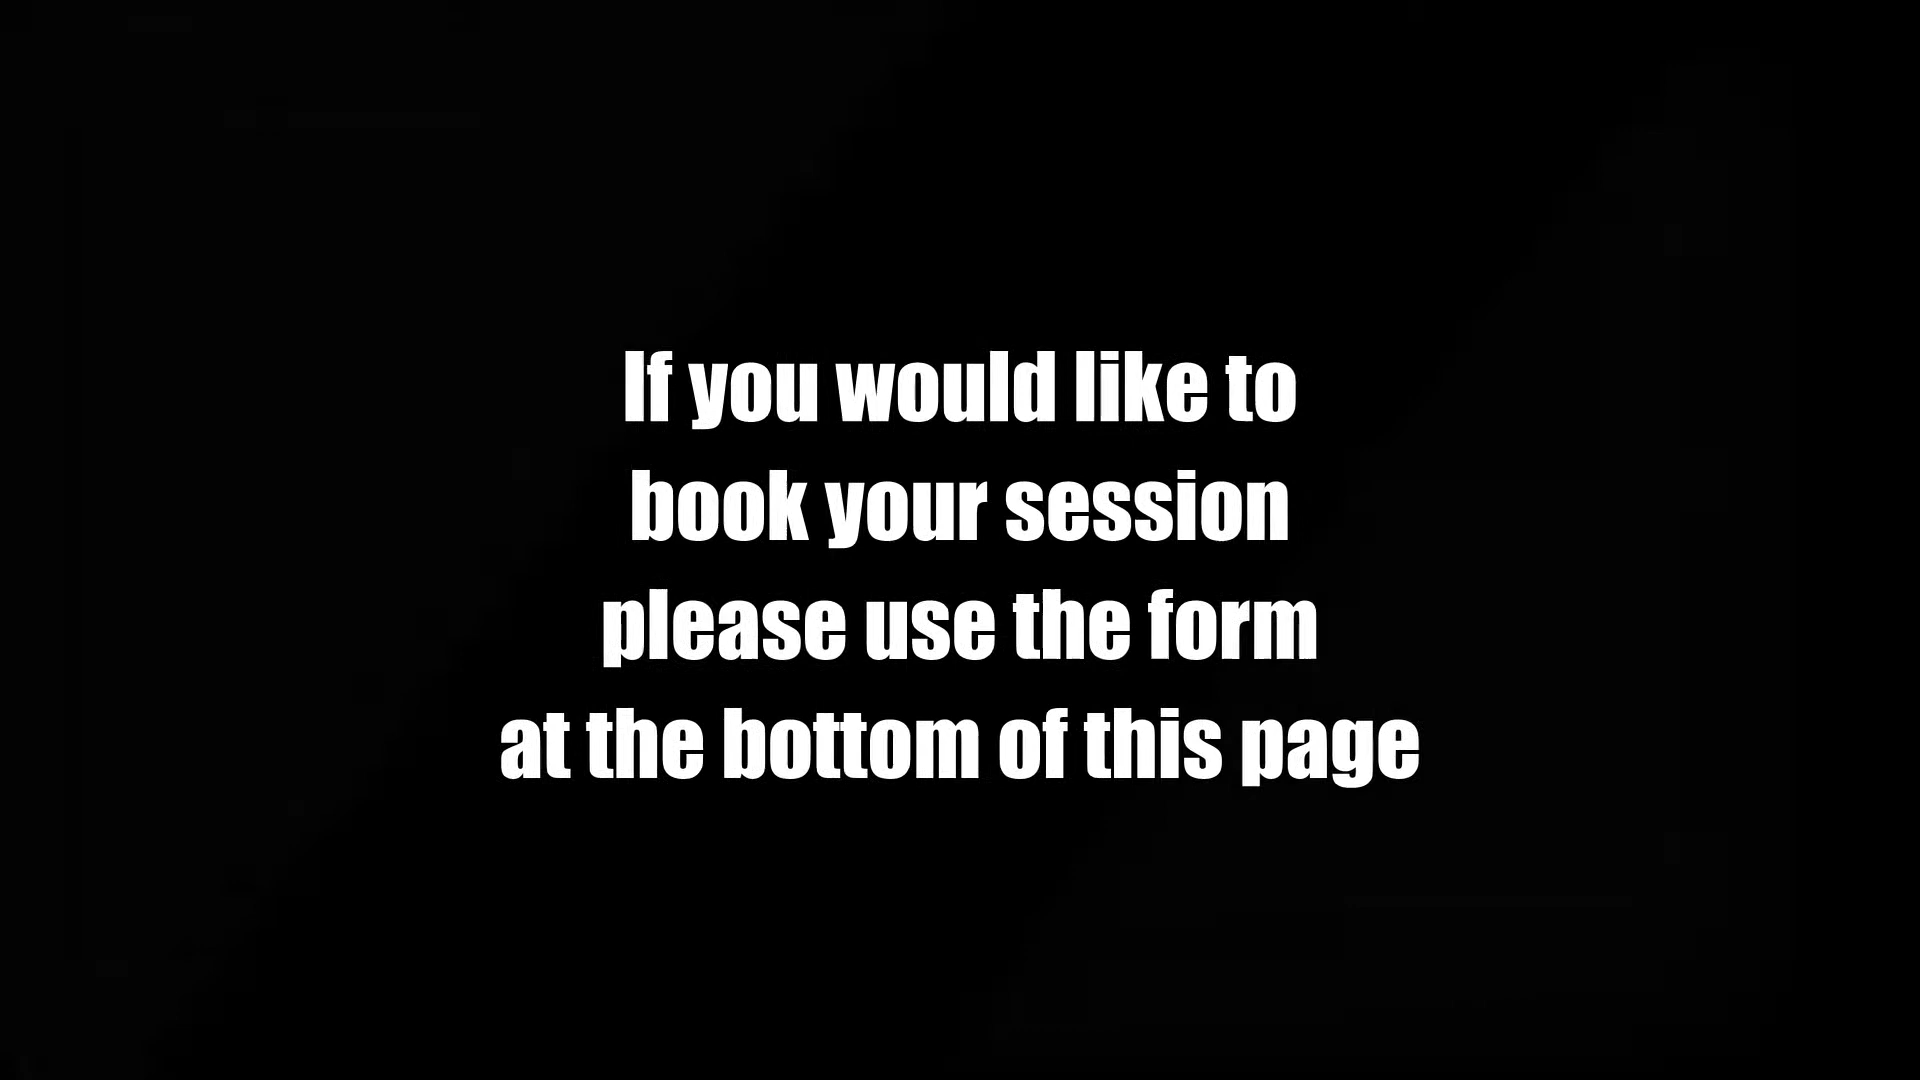 If you would like to
book your session
please use the form
at the bottom of this page